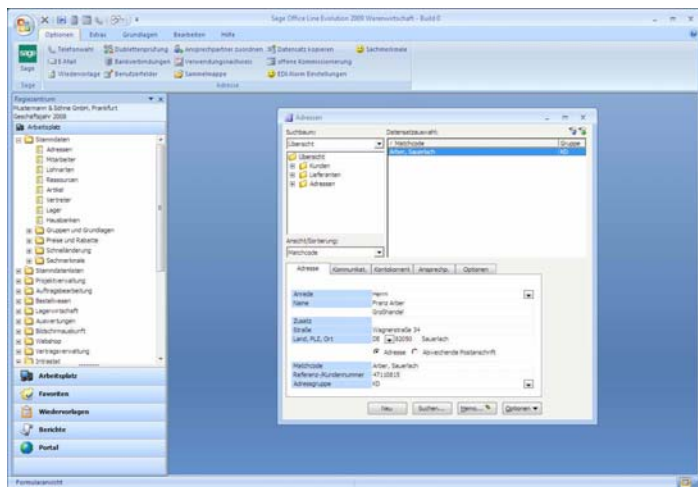 Sage Office Line Evolution 2009 Warenwirtschaft - Build E
Optionen Extras Grundlagen Bearbeiten Hilfe
Telefonwahl Dublettenprüfung Ansprechpartner zuordnen Datensatz kopieren Sachmerkmale
sage E-Mail Bankverbindungen Verwendungsnachweis offene Kommissionierung
Sage Wiedervorlage Benutzerfelder Sammelmappe EDI-Norm Einstellungen
Sage Adresse
Regiezentrum
Mustermann & Söhne GmbH, Frankfurt
Geschäftsjahr 2008
Arbeitsplatz
Stammdaten
Adressen
Mitarbeiter
Lohnarten
Ressourcen
Artikel
Vertreter
Lager
Hausbanken
Gruppen und Grundlagen
Preise und Rabatte
Schnelländerung
Sachmerkmale
Stammdatenlisten
Projektverwaltung
Auftragsbearbeitung
Bestellwesen
Lagerwirtschaft
Auswertungen
Bildschirmauskunft
Webshop
Vertragsverwaltung
Intrastat
Arbeitsplatz
Favoriten
Wiedervorlagen
Berichte
Portal
Adressen
Suchbaum: Datensatzauswahl:
Übersicht Matchcode Gruppe
Arber, Sauerlach KD
Übersicht
Kunden
Lieferanten
Adressen
Ansicht/Sortierung:
Matchcode
Adresse Kommunikat. Kontokorrent Ansprechp. Optionen
Anrede Herrn
Name Franz Arber
Großhandel
Zusatz
Straße Wagnerstraße 34
Land, PLZ, Ort DE 82050 Sauerlach
Adresse Abweichende Postanschrift
Matchcode Arber, Sauerlach
Referenz-/Kundennummer 47110815
Adressgruppe KD
Neu Suchen... Memo... Optionen
Formularansicht